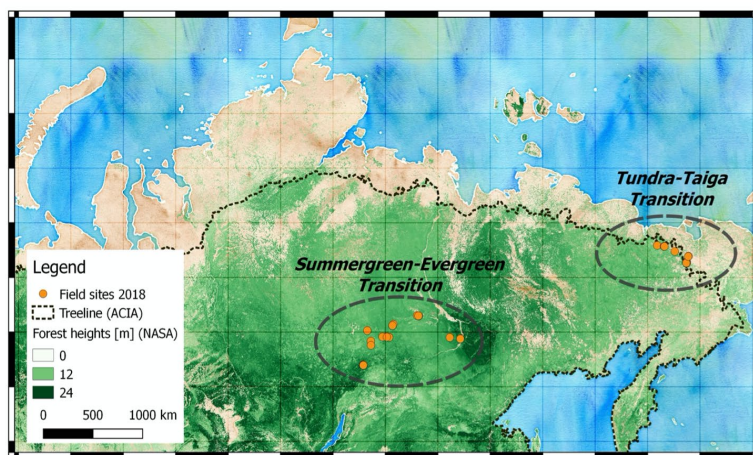 Tundra-Taiga
Transition
Summergreen-Evergreen
Transition
Legend
Field sites 2018
Treeline (ACIA)
Forest heights [m] (NASA)
0
12
24
0 500 1000 km